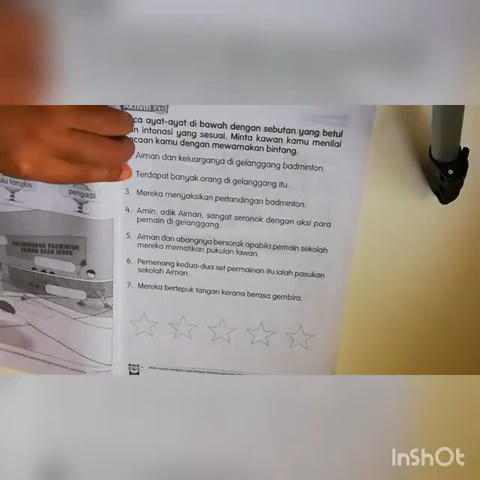 ca ayat-ayat di bawah dengan sebutan yang betul
n intonasi yang sesuai. Minta kawan kamu menilai
caan kamu dengan mewarnakan bintang.
Aiman dan keluarganya di gelanggang badminton.
Terdapat banyak orang di gelanggang itu.
3. Mereka menyaksikan pertandingan badminton.
4. Amin, adik Aiman, sangat seronok dengan aksi para
pemain di gelanggang.
5. Aiman dan abangnya bersorak apabila pemain sekolah
mereka mematikan pukulan lawan.
6. Pemenang kedua-dua set permainan itu ialah pasukan
sekolah Aiman.
7. Mereka bertepuk tangan kerana berasa gembira.
lu tangkis
pengadil
GELANGGANG BADMINTON
InShOt